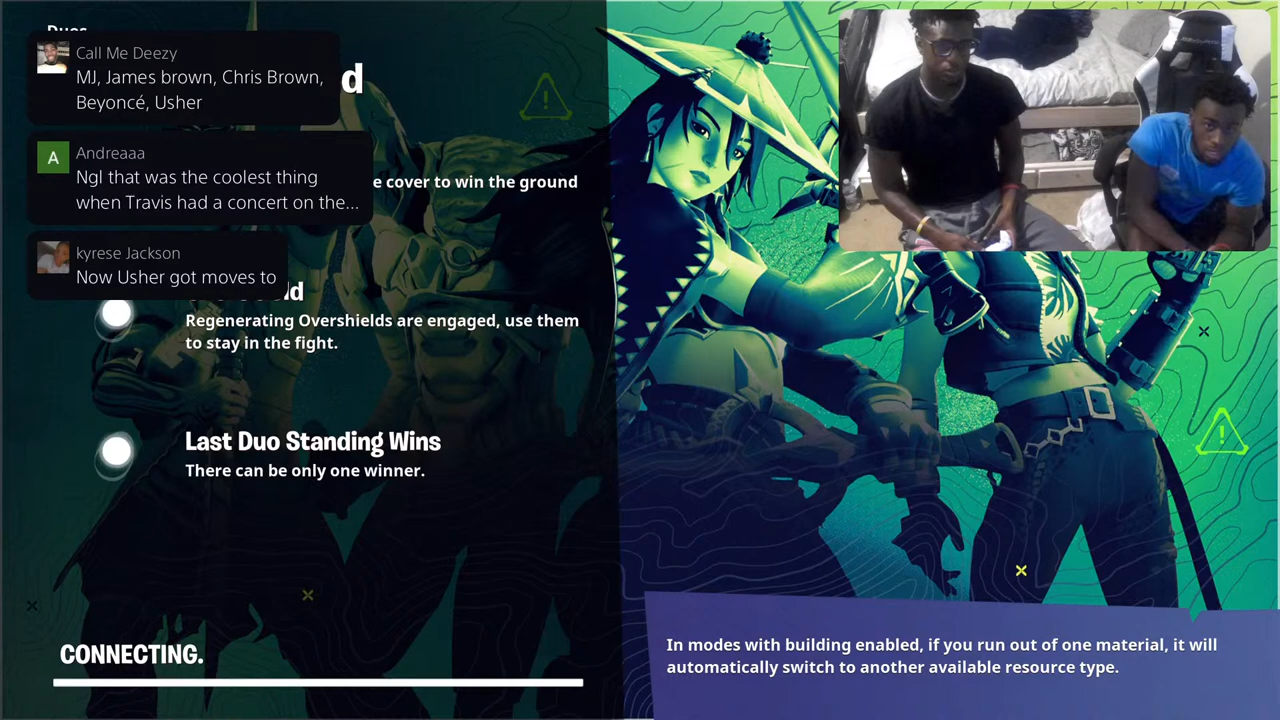 Duos
Call Me Deezy
MJ, James brown, Chris Brown,
Beyoncé, Usher
d
A
Andreaaa
Ngl that was the coolest thing
when Travis had a concert on the...
e cover to win the ground
kyrese Jackson
Now Usher got moves to
ld
Regenerating Overshields are engaged, use them
to stay in the fight.
Last Duo Standing Wins
There can be only one winner.
CONNECTING.
In modes with building enabled, if you run out of one material, it will
automatically switch to another available resource type.